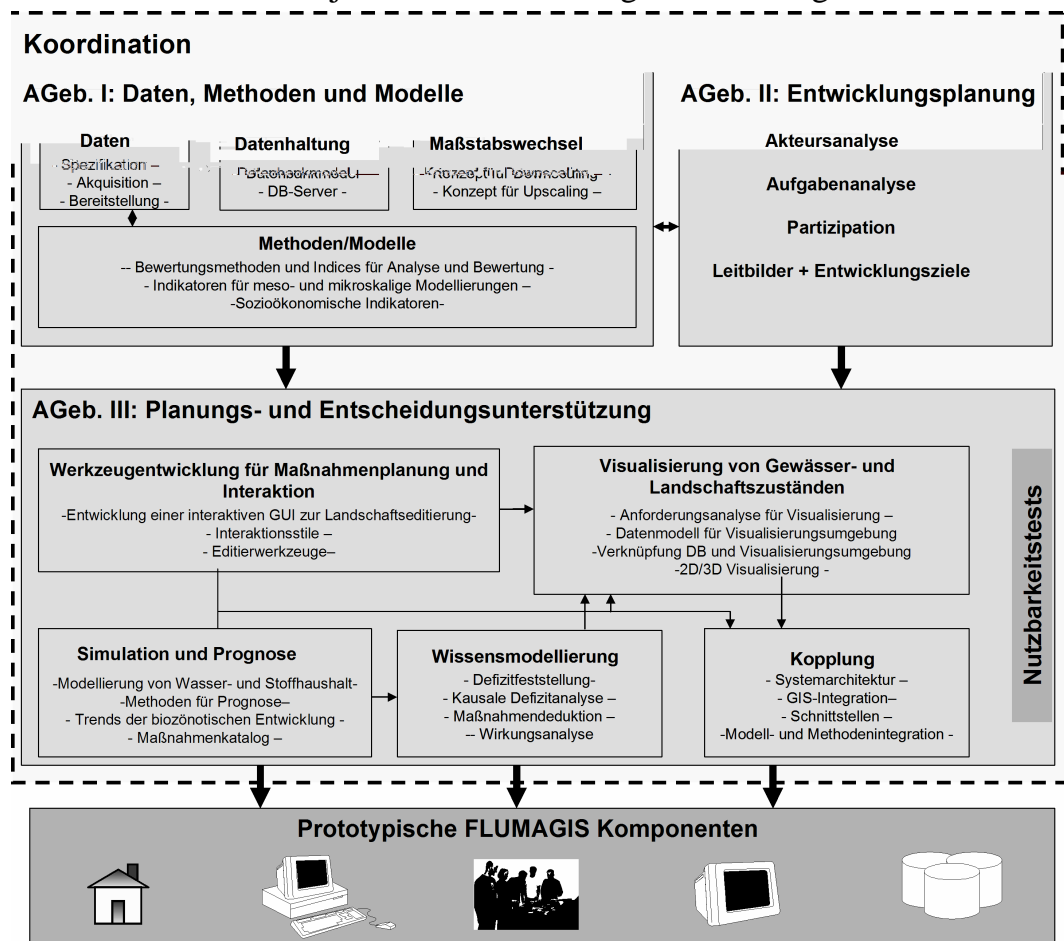 Koordination
AGeb. I: Daten, Methoden und Modelle
AGeb. II: Entwicklungsplanung
Daten
- Spezifikation –
- Akquisition –
- Bereitstellung -
Datenhaltung
- DB-Server -
Maßstabswechsel
- Konzept für Upscaling –
Methoden/Modelle
-- Bewertungsmethoden und Indices für Analyse und Bewertung -
- Indikatoren für meso- und mikroskalige Modellierungen –
-Sozioökonomische Indikatoren-
Akteursanalyse
Aufgabenanalyse
Partizipation
Leitbilder + Entwicklungsziele
AGeb. III: Planungs- und Entscheidungsunterstützung
Werkzeugentwicklung für Maßnahmenplanung und
Interaktion
-Entwicklung einer interaktiven GUI zur Landschaftseditierung-
- Interaktionsstile –
- Editierwerkzeuge–
Visualisierung von Gewässer- und
Landschaftszuständen
- Anforderungsanalyse für Visualisierung –
- Datenmodell für Visualisierungsumgebung
-Verknüpfung DB und Visualisierungsumgebung
-2D/3D Visualisierung -
Nutzbarkeitstests
Simulation und Prognose
-Modellierung von Wasser- und Stoffhaushalt-
-Methoden für Prognose–
- Trends der biozönotischen Entwicklung -
- Maßnahmenkatalog –
Wissensmodellierung
- Defizitfeststellung-
- Kausale Defizitanalyse –
- Maßnahmendeduktion –
-- Wirkungsanalyse
Kopplung
- Systemarchitektur –
- GIS-Integration–
- Schnittstellen –
-Modell- und Methodenintegration -
Prototypische FLUMAGIS Komponenten